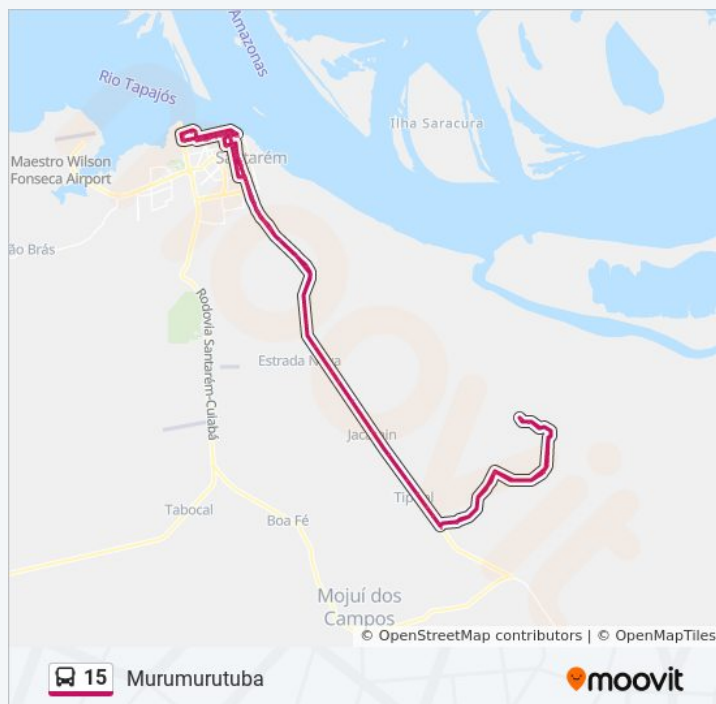 Amazonas
Rio Tapajós
Ilha Saracura
Maestro Wilson
Fonseca Airport
Santarém
ão Brás
Rodovia Santarém-Cuiabá
Estrada Nova
Jacamin
Tipizal
Tabocal
Boa Fé
Mojuí dos
Campos
moovit
© OpenStreetMap contributors | © OpenMapTiles
15 Murumurutuba
moovit